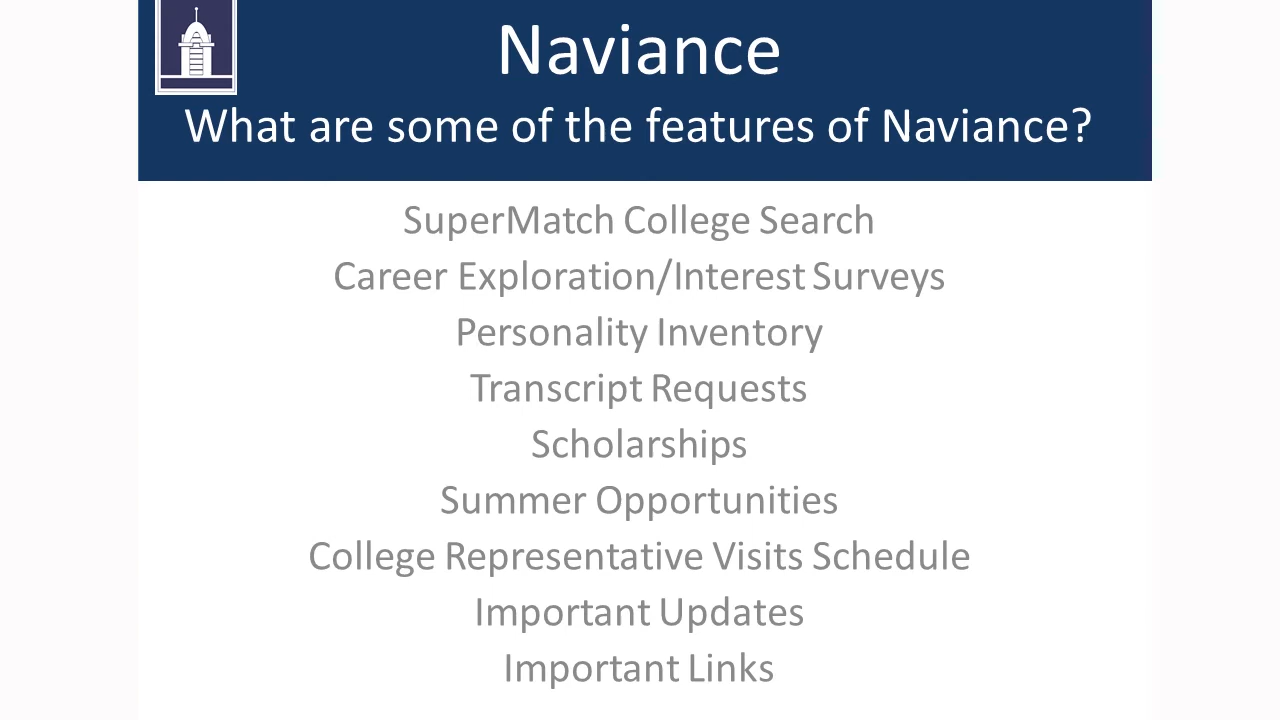 Naviance
What are some of the features of Naviance?
SuperMatch College Search
Career Exploration/Interest Surveys
Personality Inventory
Transcript Requests
Scholarships
Summer Opportunities
College Representative Visits Schedule
Important Updates
Important Links